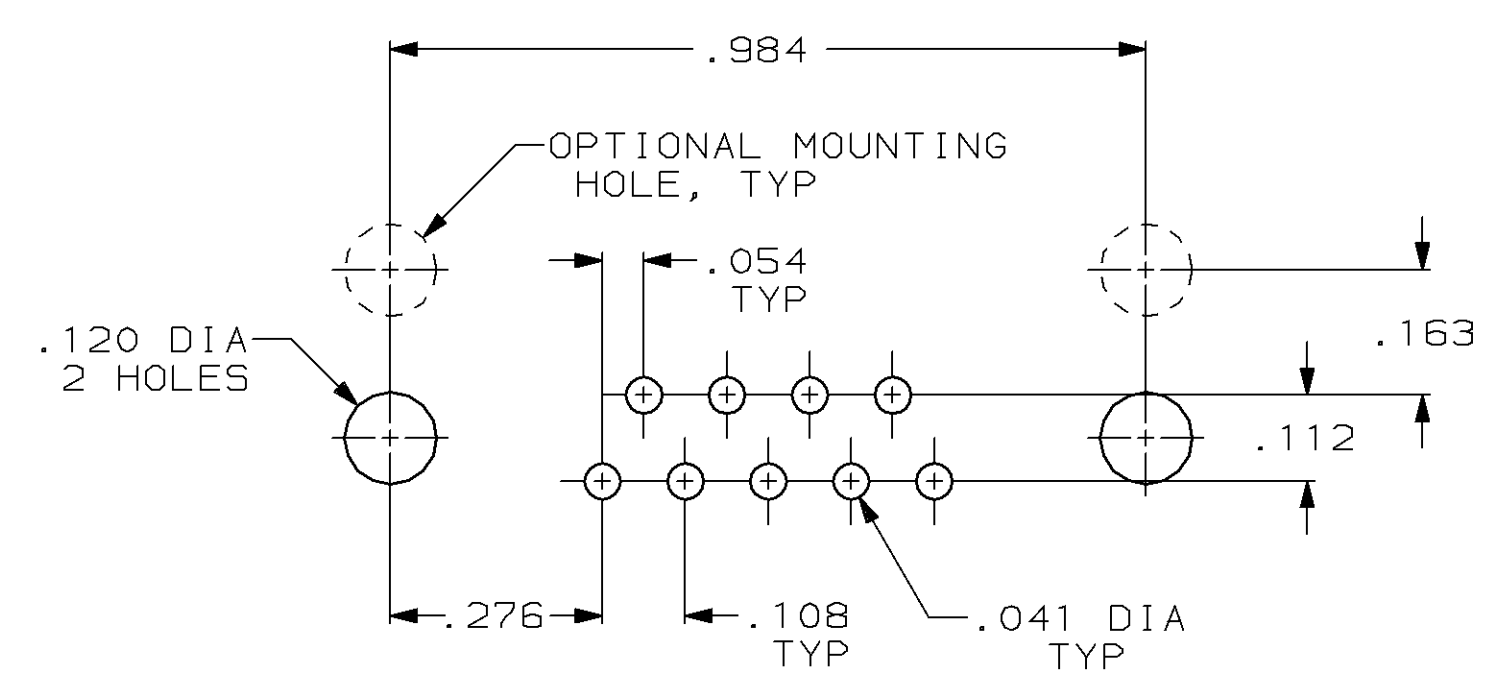 .984
OPTIONAL MOUNTING
HOLE, TYP
.054
TYP
.120 DIA
2 HOLES
.163
.112
.276
.108
TYP
.041 DIA
TYP